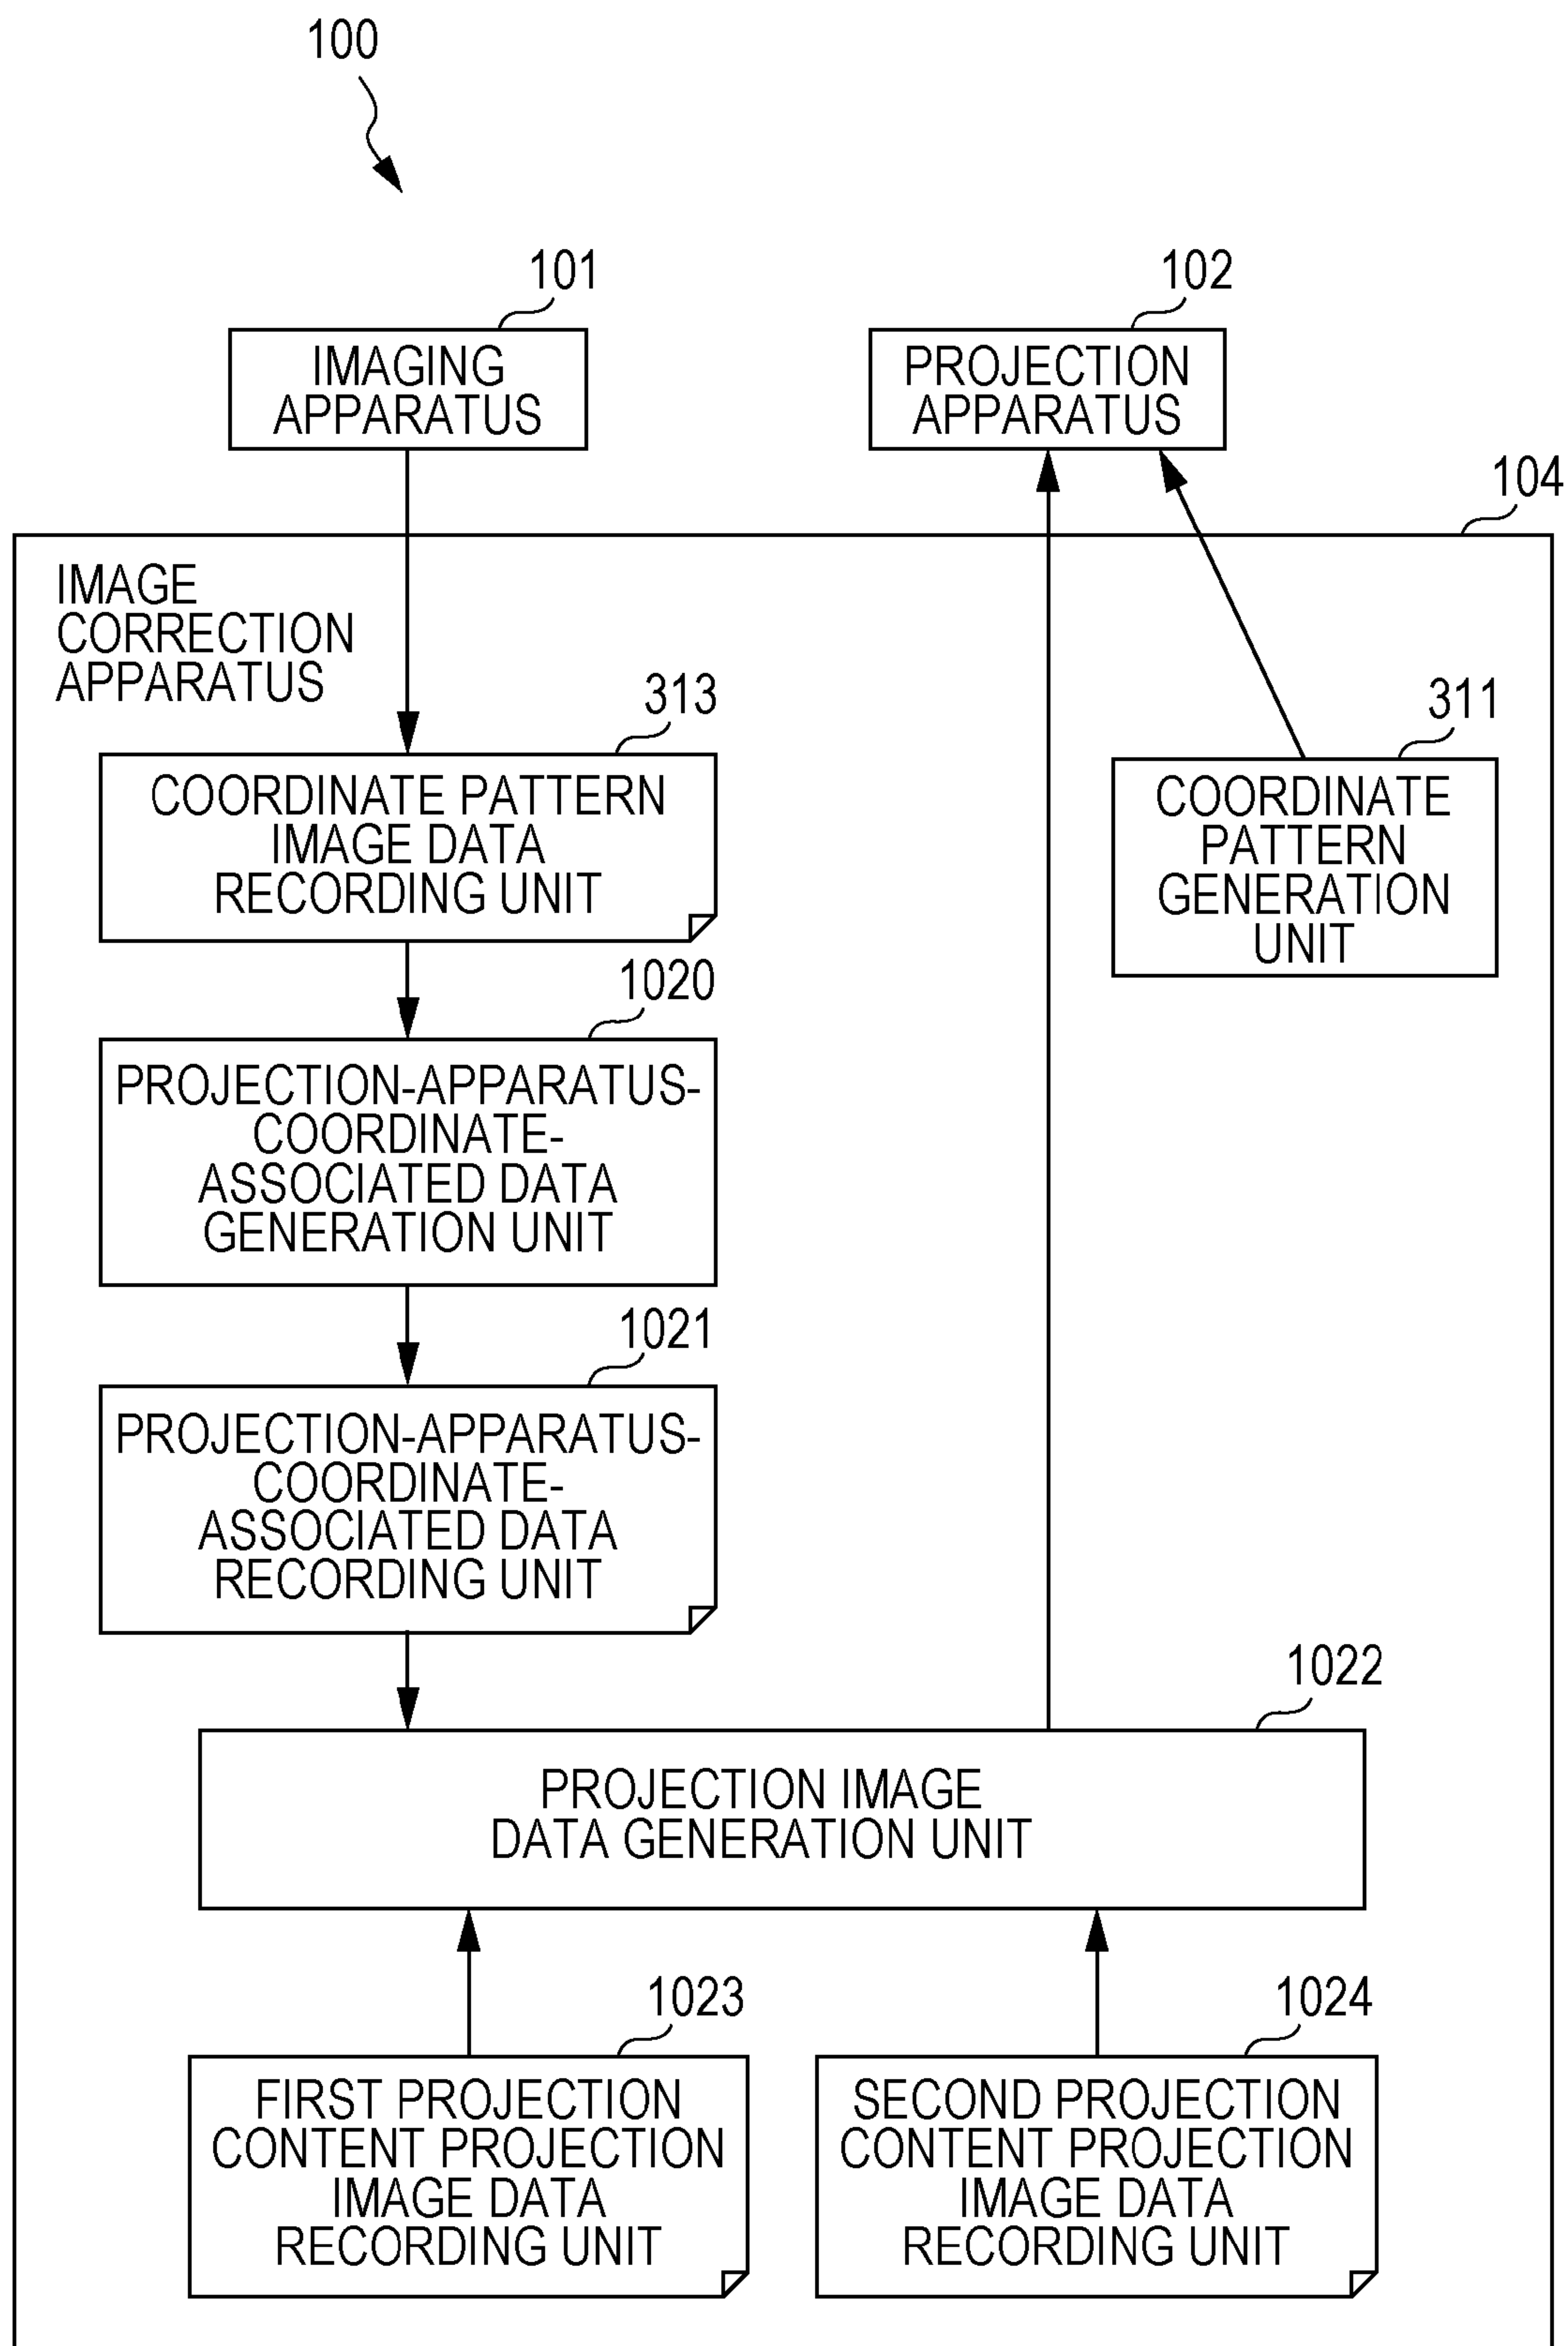 100
101
IMAGING
APPARATUS
102
PROJECTION
APPARATUS
104
IMAGE
CORRECTION
APPARATUS
313
COORDINATE PATTERN
IMAGE DATA
RECORDING UNIT
311
COORDINATE
PATTERN
GENERATION
UNIT
1020
PROJECTION-APPARATUS-
COORDINATE-
ASSOCIATED DATA
GENERATION UNIT
1021
PROJECTION-APPARATUS-
COORDINATE-
ASSOCIATED DATA
RECORDING UNIT
1022
PROJECTION IMAGE
DATA GENERATION UNIT
1023
FIRST PROJECTION
CONTENT PROJECTION
IMAGE DATA
RECORDING UNIT
1024
SECOND PROJECTION
CONTENT PROJECTION
IMAGE DATA
RECORDING UNIT